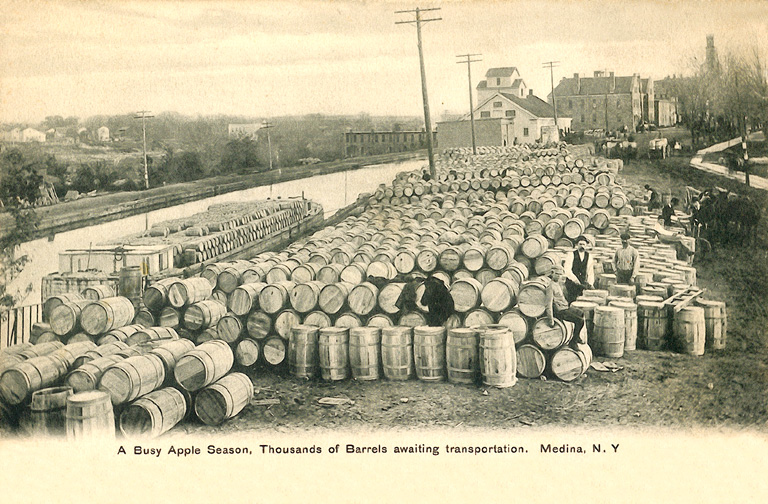 A Busy Apple Season, Thousands of Barrels awaiting transportation. Medina, N. Y